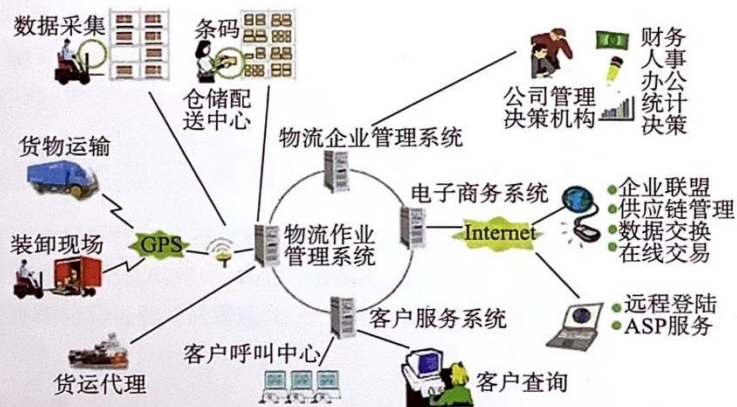 数据采集
条码
仓储配
送中心
公司管理
决策机构
财务
人事
办公
统计
决策
货物运输
物流企业管理系统
电子商务系统
企业联盟
供应链管理
数据交换
在线交易
装卸现场
GPS
物流作业
管理系统
Internet
客户服务系统
远程登陆
ASP服务
货运代理
客户呼叫中心
客户查询